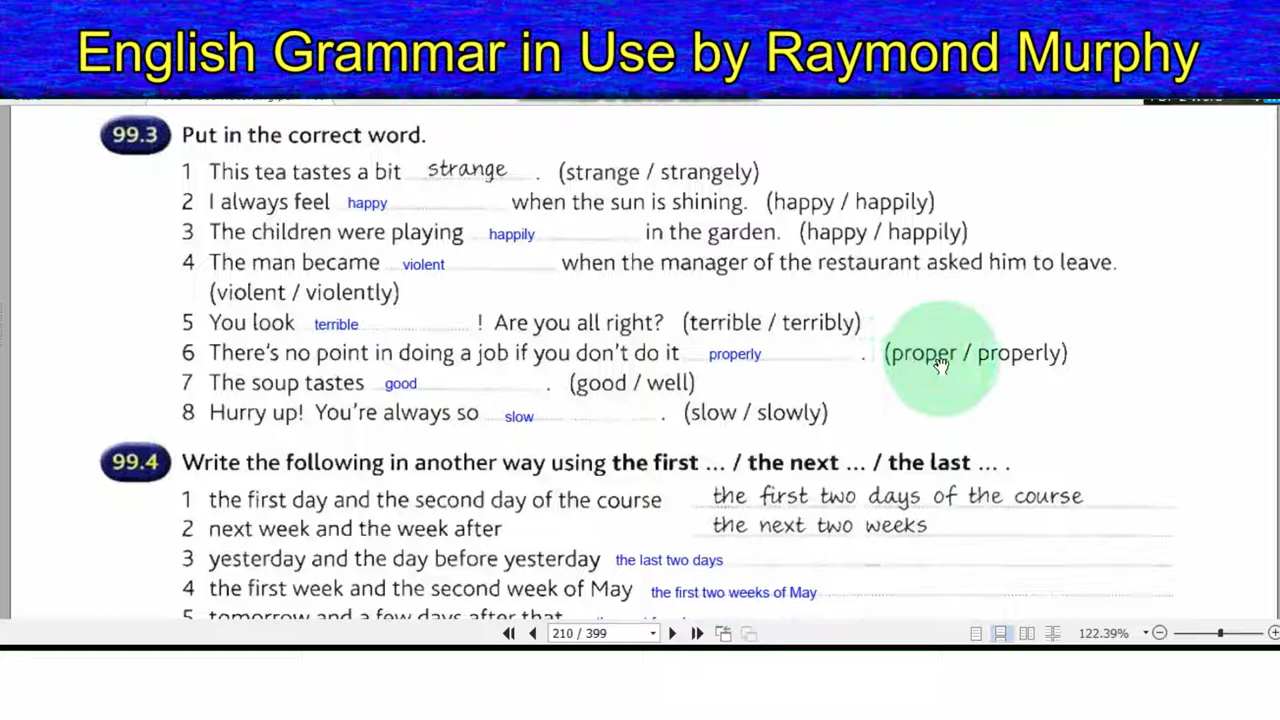 English Grammar in Use by Raymond Murphy
99.3 Put in the correct word.
1 This tea tastes a bit strange . (strange / strangely)
2 I always feel happy when the sun is shining. (happy / happily)
3 The children were playing happily in the garden. (happy / happily)
4 The man became violent when the manager of the restaurant asked him to leave.
(violent / violently)
5 You look terrible ! Are you all right? (terrible / terribly)
6 There's no point in doing a job if you don't do it properly . (proper / properly)
7 The soup tastes good . (good / well)
8 Hurry up! You're always so slow . (slow / slowly)
99.4 Write the following in another way using the first ... / the next ... / the last ... .
1 the first day and the second day of the course the first two days of the course
2 next week and the week after the next two weeks
3 yesterday and the day before yesterday the last two days
4 the first week and the second week of May the first two weeks of May
5 tomorrow and a few days after that
210 / 399
122.39%